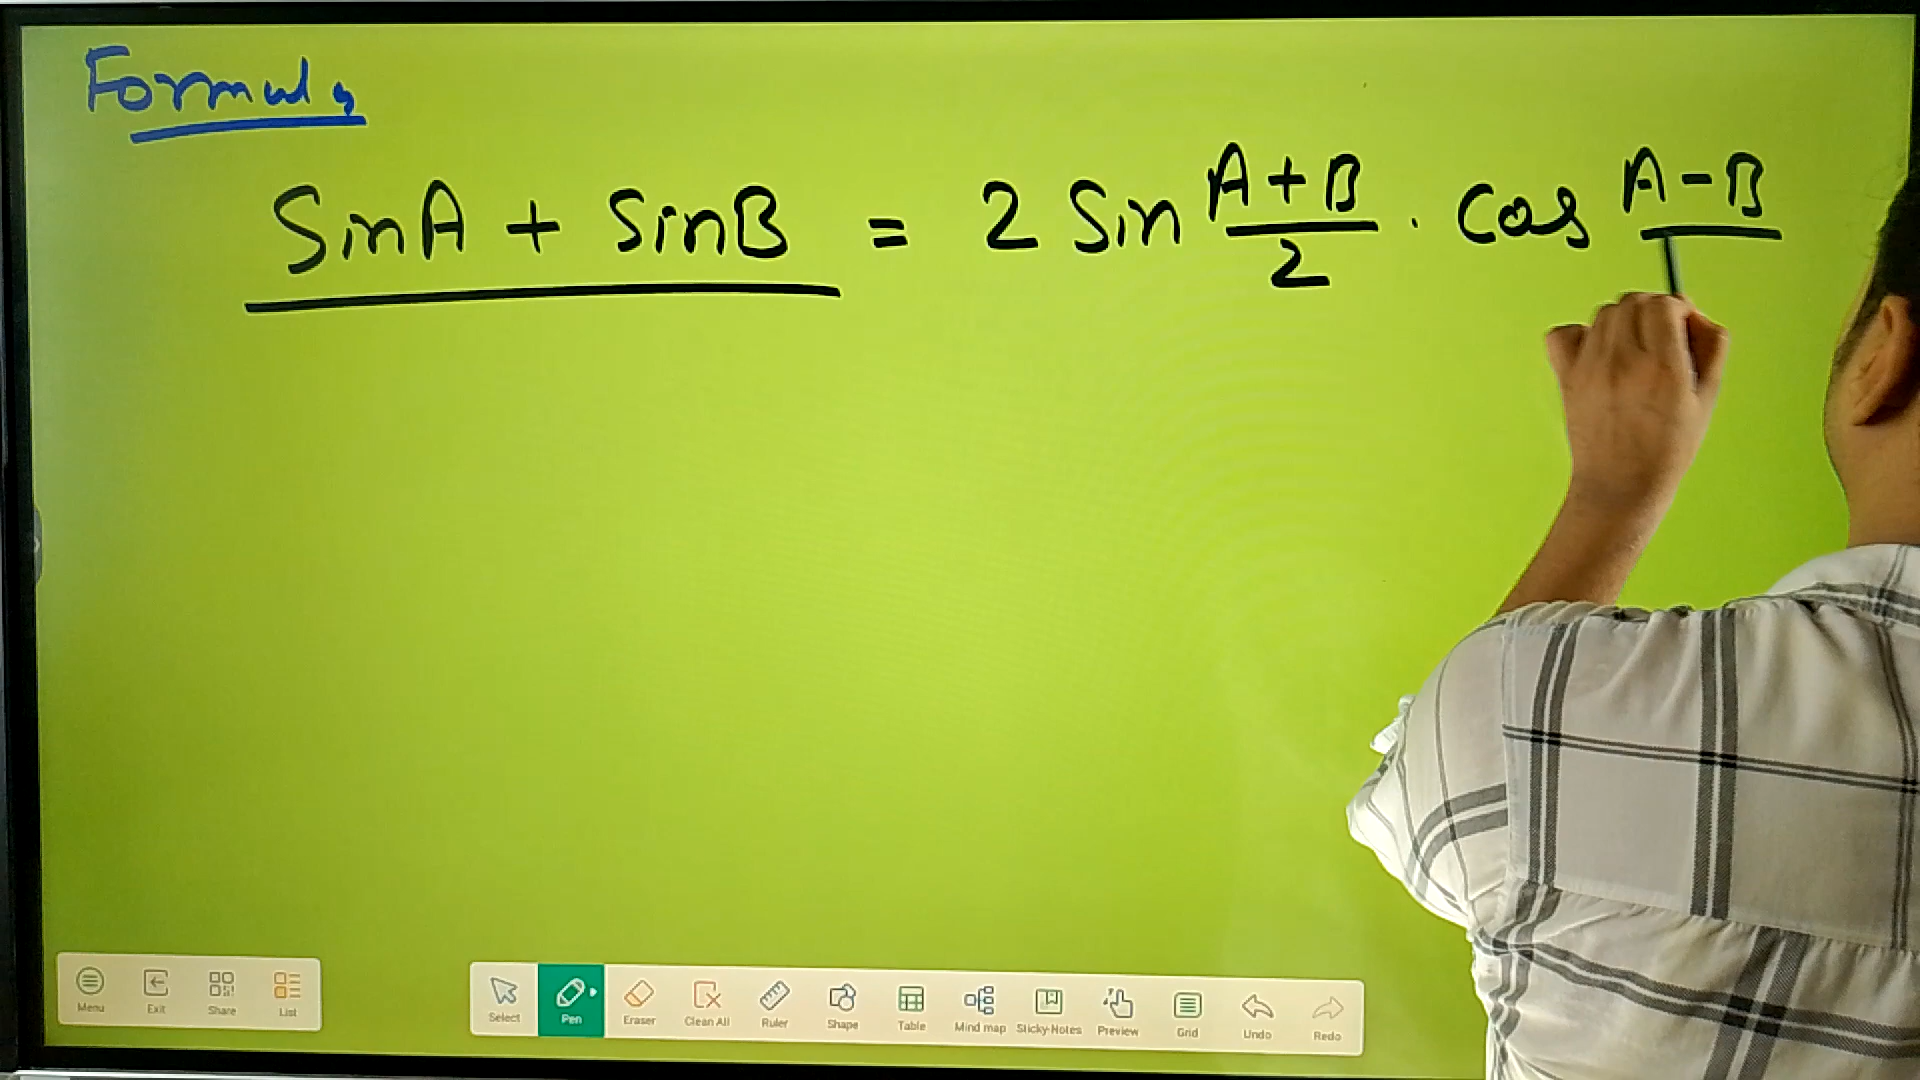 Formula
SinA + SinB = 2 Sin (A+B)/2 . Cos (A-B)/
Menu Exit Share List
Select Pen Eraser Clean All Ruler Shape Table Mind map Sticky-Notes Preview Grid Undo Redo